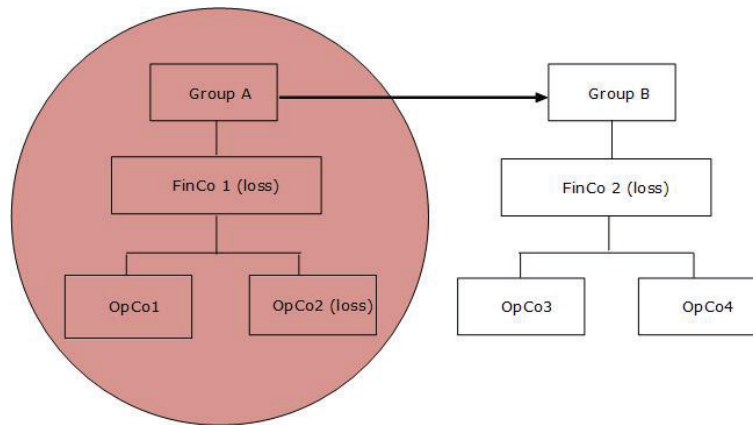 Group A
Group B
FinCo 1 (loss)
FinCo 2 (loss)
OpCo1
OpCo2 (loss)
OpCo3
OpCo4